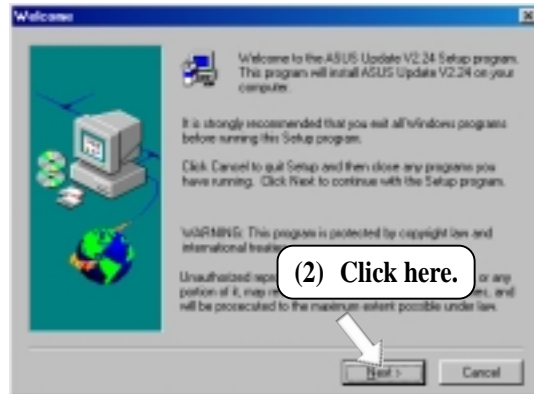 Welcome
Welcome to the ASUS Update V2.24 Setup program.
This program will install ASUS Update V2.24 on your
computer.
It is strongly recommended that you exit all Windows programs
before running this Setup program.
Click Cancel to quit Setup and then close any programs you
have running. Click Next to continue with the Setup program.
WARNING: This program is protected by copyright law and
international
Unauthorized or any
portion of it, may and
will be prosecuted to the maximum extent possible under law.
(2) Click here.
Next >
Cancel